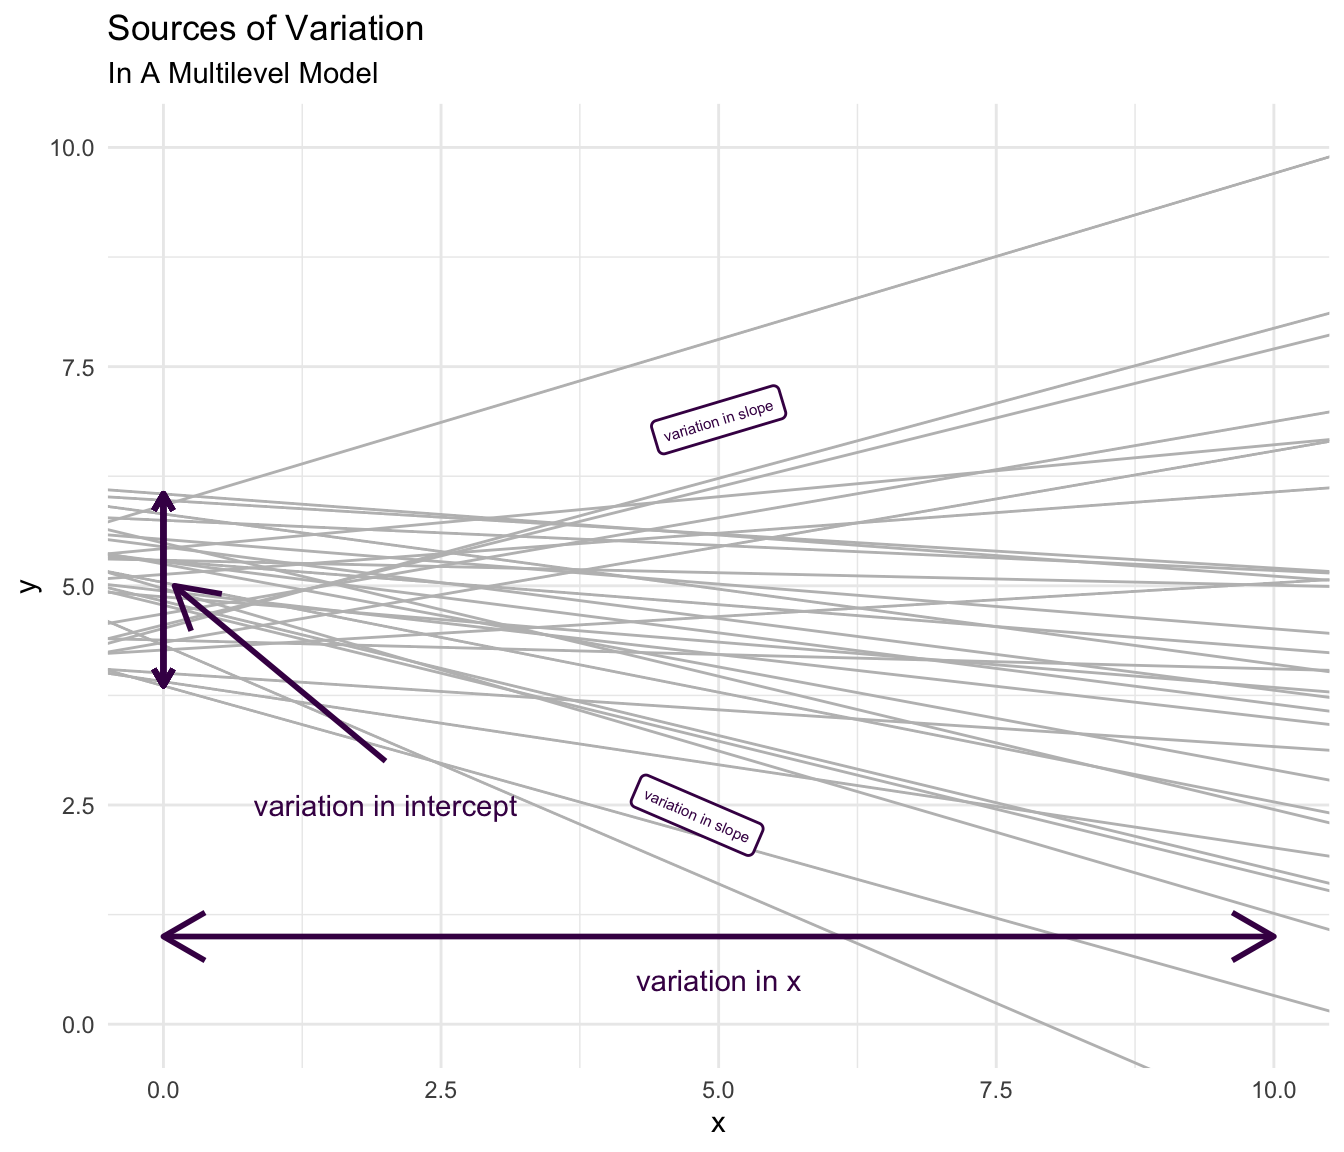 Sources of Variation
In A Multilevel Model
10.0
7.5
variation in slope
y
5.0
variation in intercept
2.5
variation in slope
variation in x
0.0
0.0 2.5 5.0 7.5 10.0
x